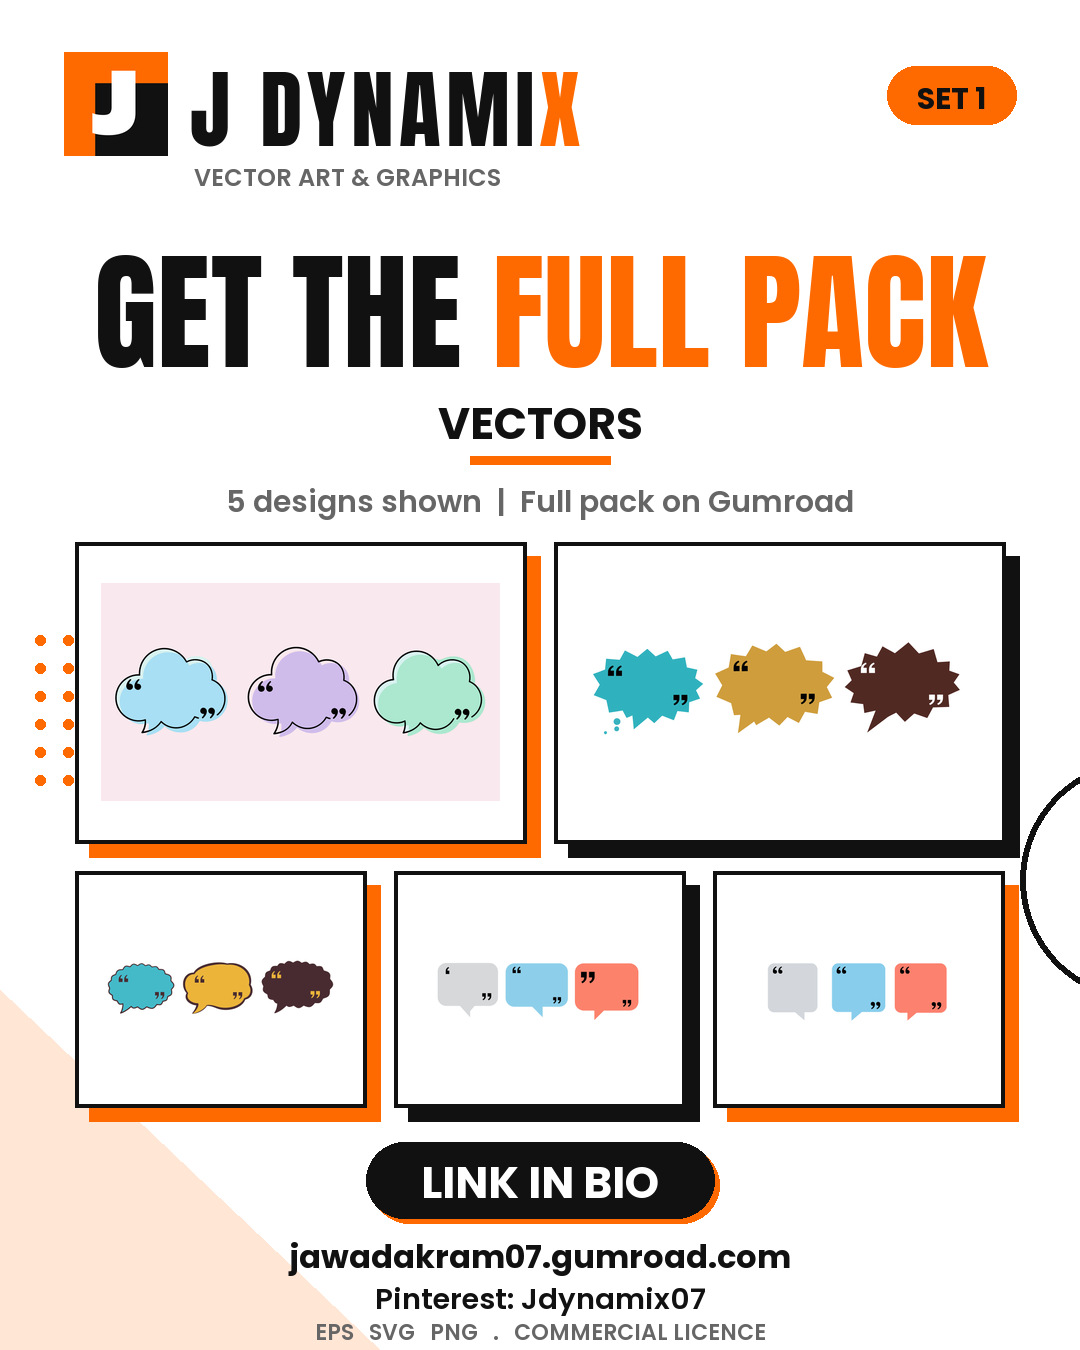 J DYNAMIX
SET 1
VECTOR ART & GRAPHICS
GET THE FULL PACK
VECTORS
5 designs shown | Full pack on Gumroad
LINK IN BIO
jawadakram07.gumroad.com
Pinterest: Jdynamix07
EPS SVG PNG . COMMERCIAL LICENCE